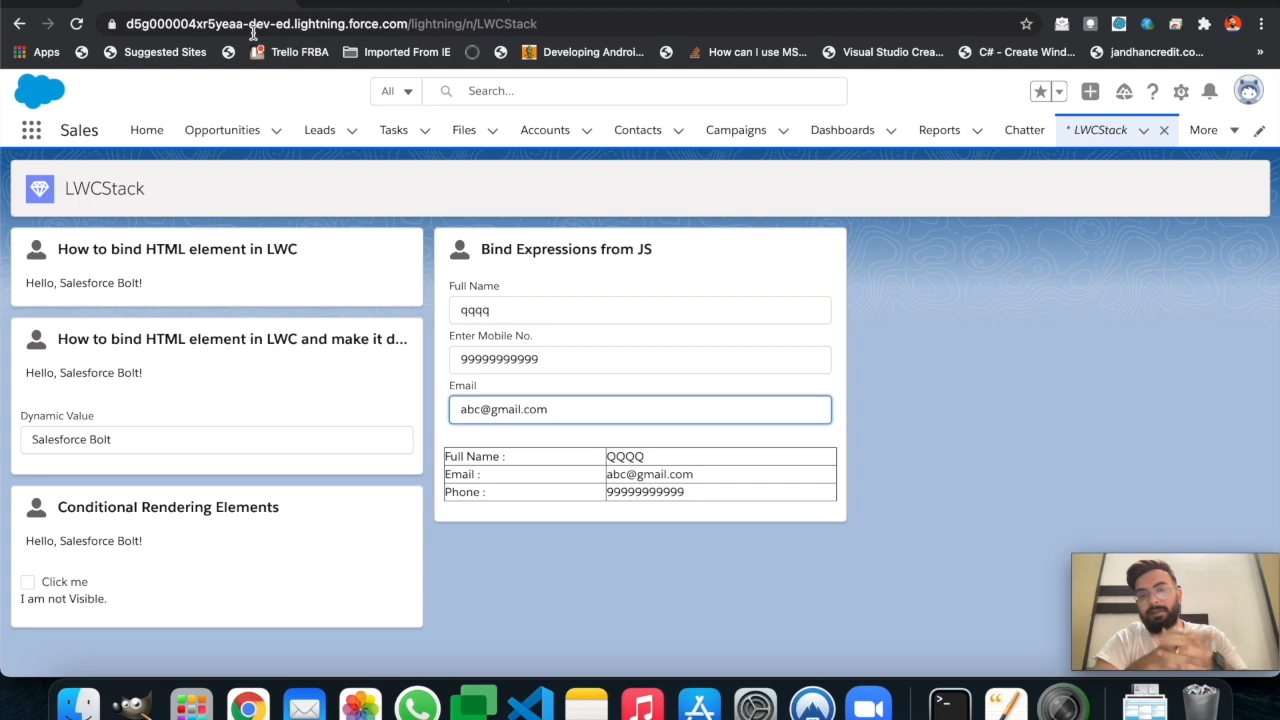 d5g000004xr5yeaa-dev-ed.lightning.force.com/lightning/n/LWCStack
Apps
Suggested Sites
Trello FRBA
Imported From IE
Developing Androi...
How can I use MS...
Visual Studio Crea...
C# - Create Wind...
jandhancredit.co...
»
All
Search...
Sales
Home
Opportunities
Leads
Tasks
Files
Accounts
Contacts
Campaigns
Dashboards
Reports
Chatter
* LWCStack
More
LWCStack
How to bind HTML element in LWC
Hello, Salesforce Bolt!
How to bind HTML element in LWC and make it d...
Hello, Salesforce Bolt!
Dynamic Value
Salesforce Bolt
Conditional Rendering Elements
Hello, Salesforce Bolt!
Click me
I am not Visible.
Bind Expressions from JS
Full Name
qqqq
Enter Mobile No.
99999999999
Email
abc@gmail.com
Full Name : QQQQ
Email : abc@gmail.com
Phone : 99999999999